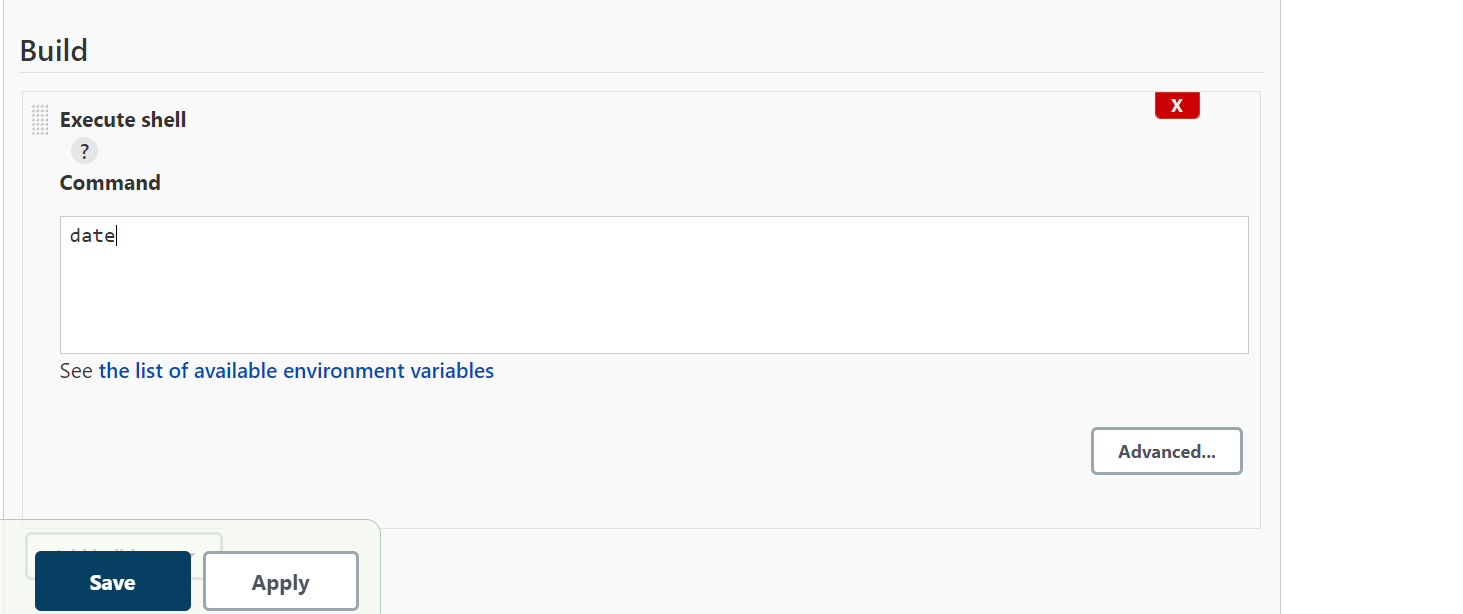 Build
Execute shell
X
?
Command
date
See the list of available environment variables
Advanced...
Save
Apply